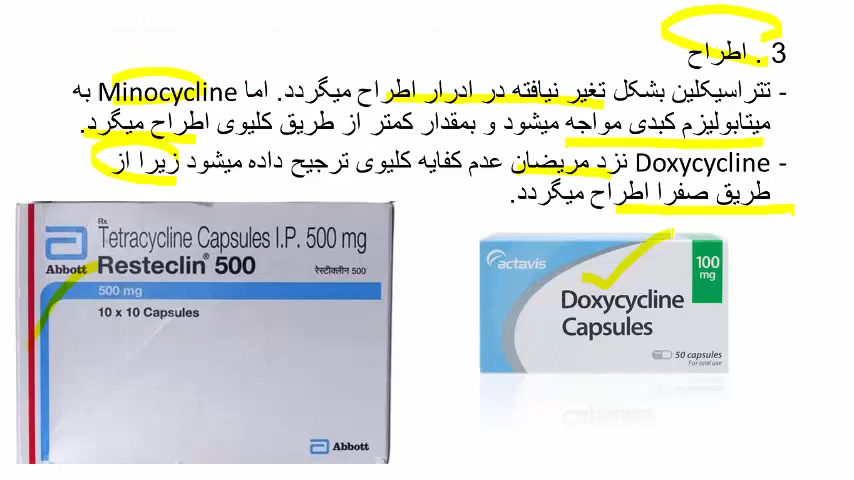 3 . اطراح
- تتراسیکلین بشکل تغیر نیافته در ادرار اطراح میگردد. اما Minocycline به
میتابولیزم کبدی مواجه میشود و بمقدار کمتر از طریق کلیوی اطراح میگرد.
- Doxycycline نزد مریضان عدم کفایه کلیوی ترجیح داده میشود زیرا از
طریق صفرا اطراح میگردد.
Rx
Tetracycline Capsules I.P. 500 mg
Abbott
Resteclin® 500
रेस्टीक्लीन 500
500 mg
10 x 10 Capsules
Abbott
actavis
100
mg
Doxycycline
Capsules
50 capsules
For oral use